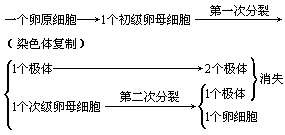 一个卵原细胞→1个初级卵母细胞 第一次分裂→
(染色体复制)
1个极体→2个极体
1个次级卵母细胞 第二次分裂→ 1个极体 消失
1个卵细胞